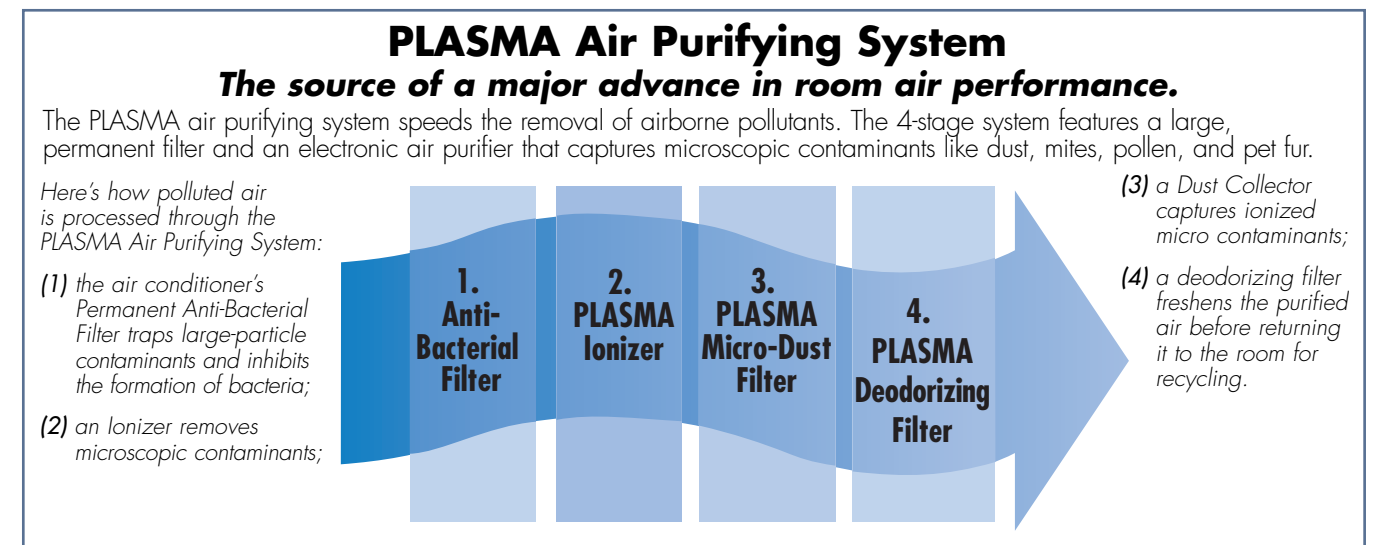 PLASMA Air Purifying System
The source of a major advance in room air performance.
The PLASMA air purifying system speeds the removal of airborne pollutants. The 4-stage system features a large,
permanent filter and an electronic air purifier that captures microscopic contaminants like dust, mites, pollen, and pet fur.
Here's how polluted air
is processed through the
PLASMA Air Purifying System:
(1) the air conditioner's
Permanent Anti-Bacterial
Filter traps large-particle
contaminants and inhibits
the formation of bacteria;
(2) an Ionizer removes
microscopic contaminants;
1.
Anti-
Bacterial
Filter
2.
PLASMA
Ionizer
3.
PLASMA
Micro-Dust
Filter
4.
PLASMA
Deodorizing
Filter
(3) a Dust Collector
captures ionized
micro contaminants;
(4) a deodorizing filter
freshens the purified
air before returning
it to the room for
recycling.